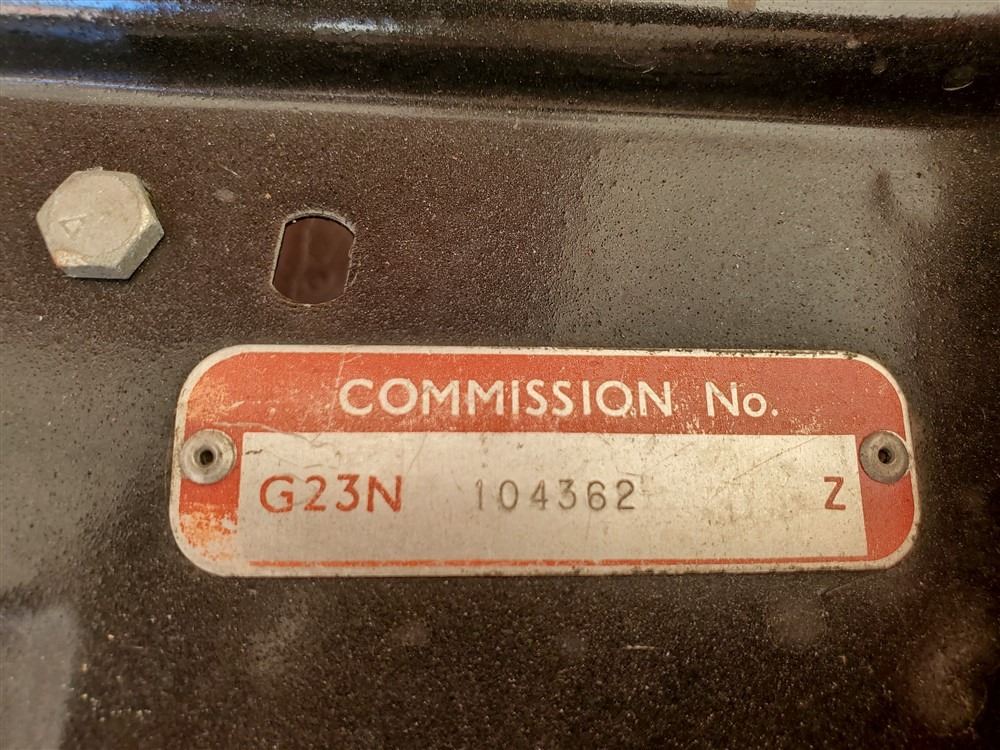 COMMISSION No.
G23N 104362 Z